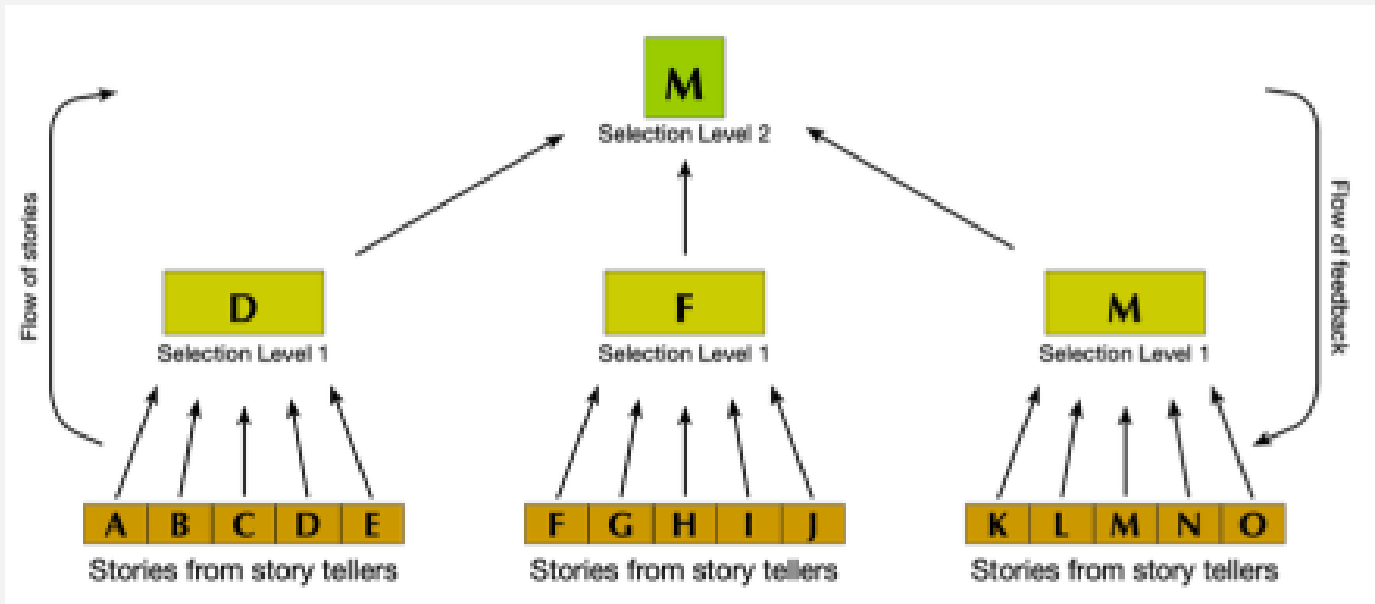 M
Selection Level 2
Flow of stories
Flow of feedback
D
F
M
Selection Level 1
Selection Level 1
Selection Level 1
A B C D E
F G H I J
K L M N O
Stories from story tellers
Stories from story tellers
Stories from story tellers